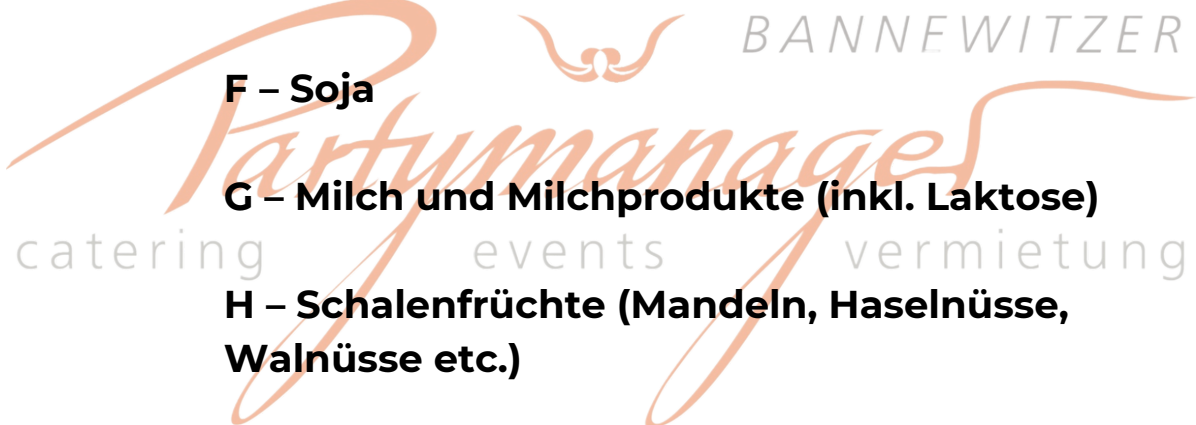 BANNEWITZER
F – Soja
Partymanager
G – Milch und Milchprodukte (inkl. Laktose)
catering events vermietung
H – Schalenfrüchte (Mandeln, Haselnüsse,
Walnüsse etc.)